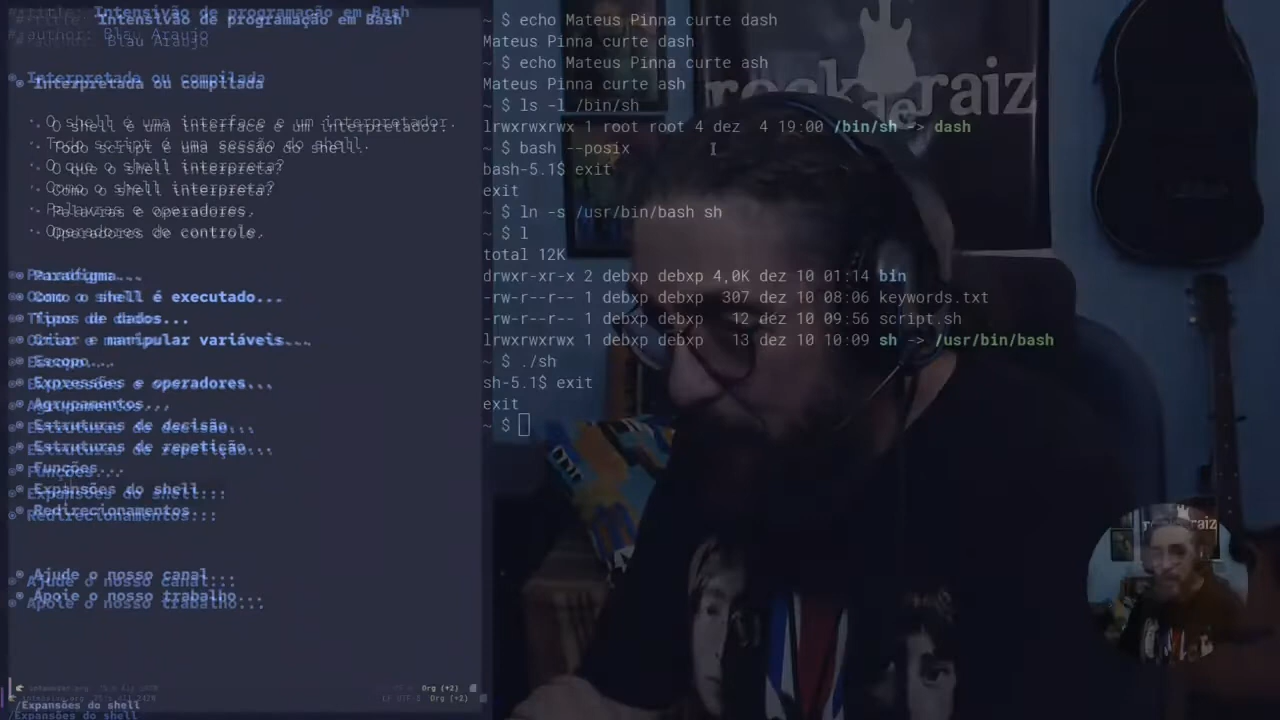 #+title: Intensivão de programação em Bash
#+author: Blau Araujo
Interpretada ou compilada
· O shell é uma interface e um interpretador.
· Todo script é uma sessão do shell.
· O que o shell interpreta?
· Como o shell interpreta?
· Palavras e operadores.
· Operadores de controle.
Paradigma...
Como o shell é executado...
Tipos de dados...
Criar e manipular variáveis...
Escopo...
Expressões e operadores...
Agrupamentos...
Estruturas de decisão...
Estruturas de repetição...
Funções...
Expansões do shell...
Redirecionamentos...
Ajude o nosso canal...
Apoie o nosso trabalho...
Org (+2)
/Expansões do shell
~ $ echo Mateus Pinna curte dash
Mateus Pinna curte dash
~ $ echo Mateus Pinna curte ash
Mateus Pinna curte ash
~ $ ls -l /bin/sh
lrwxrwxrwx 1 root root 4 dez  4 19:00 /bin/sh -> dash
~ $ bash --posix
bash-5.1$ exit
exit
~ $ ln -s /usr/bin/bash sh
~ $ l
total 12K
drwxr-xr-x 2 debxp debxp 4,0K dez 10 01:14 bin
-rw-r--r-- 1 debxp debxp  307 dez 10 08:06 keywords.txt
-rw-r--r-- 1 debxp debxp   12 dez 10 09:56 script.sh
lrwxrwxrwx 1 debxp debxp   13 dez 10 10:09 sh -> /usr/bin/bash
~ $ ./sh
sh-5.1$ exit
exit
~ $
rock de raiz
raiz